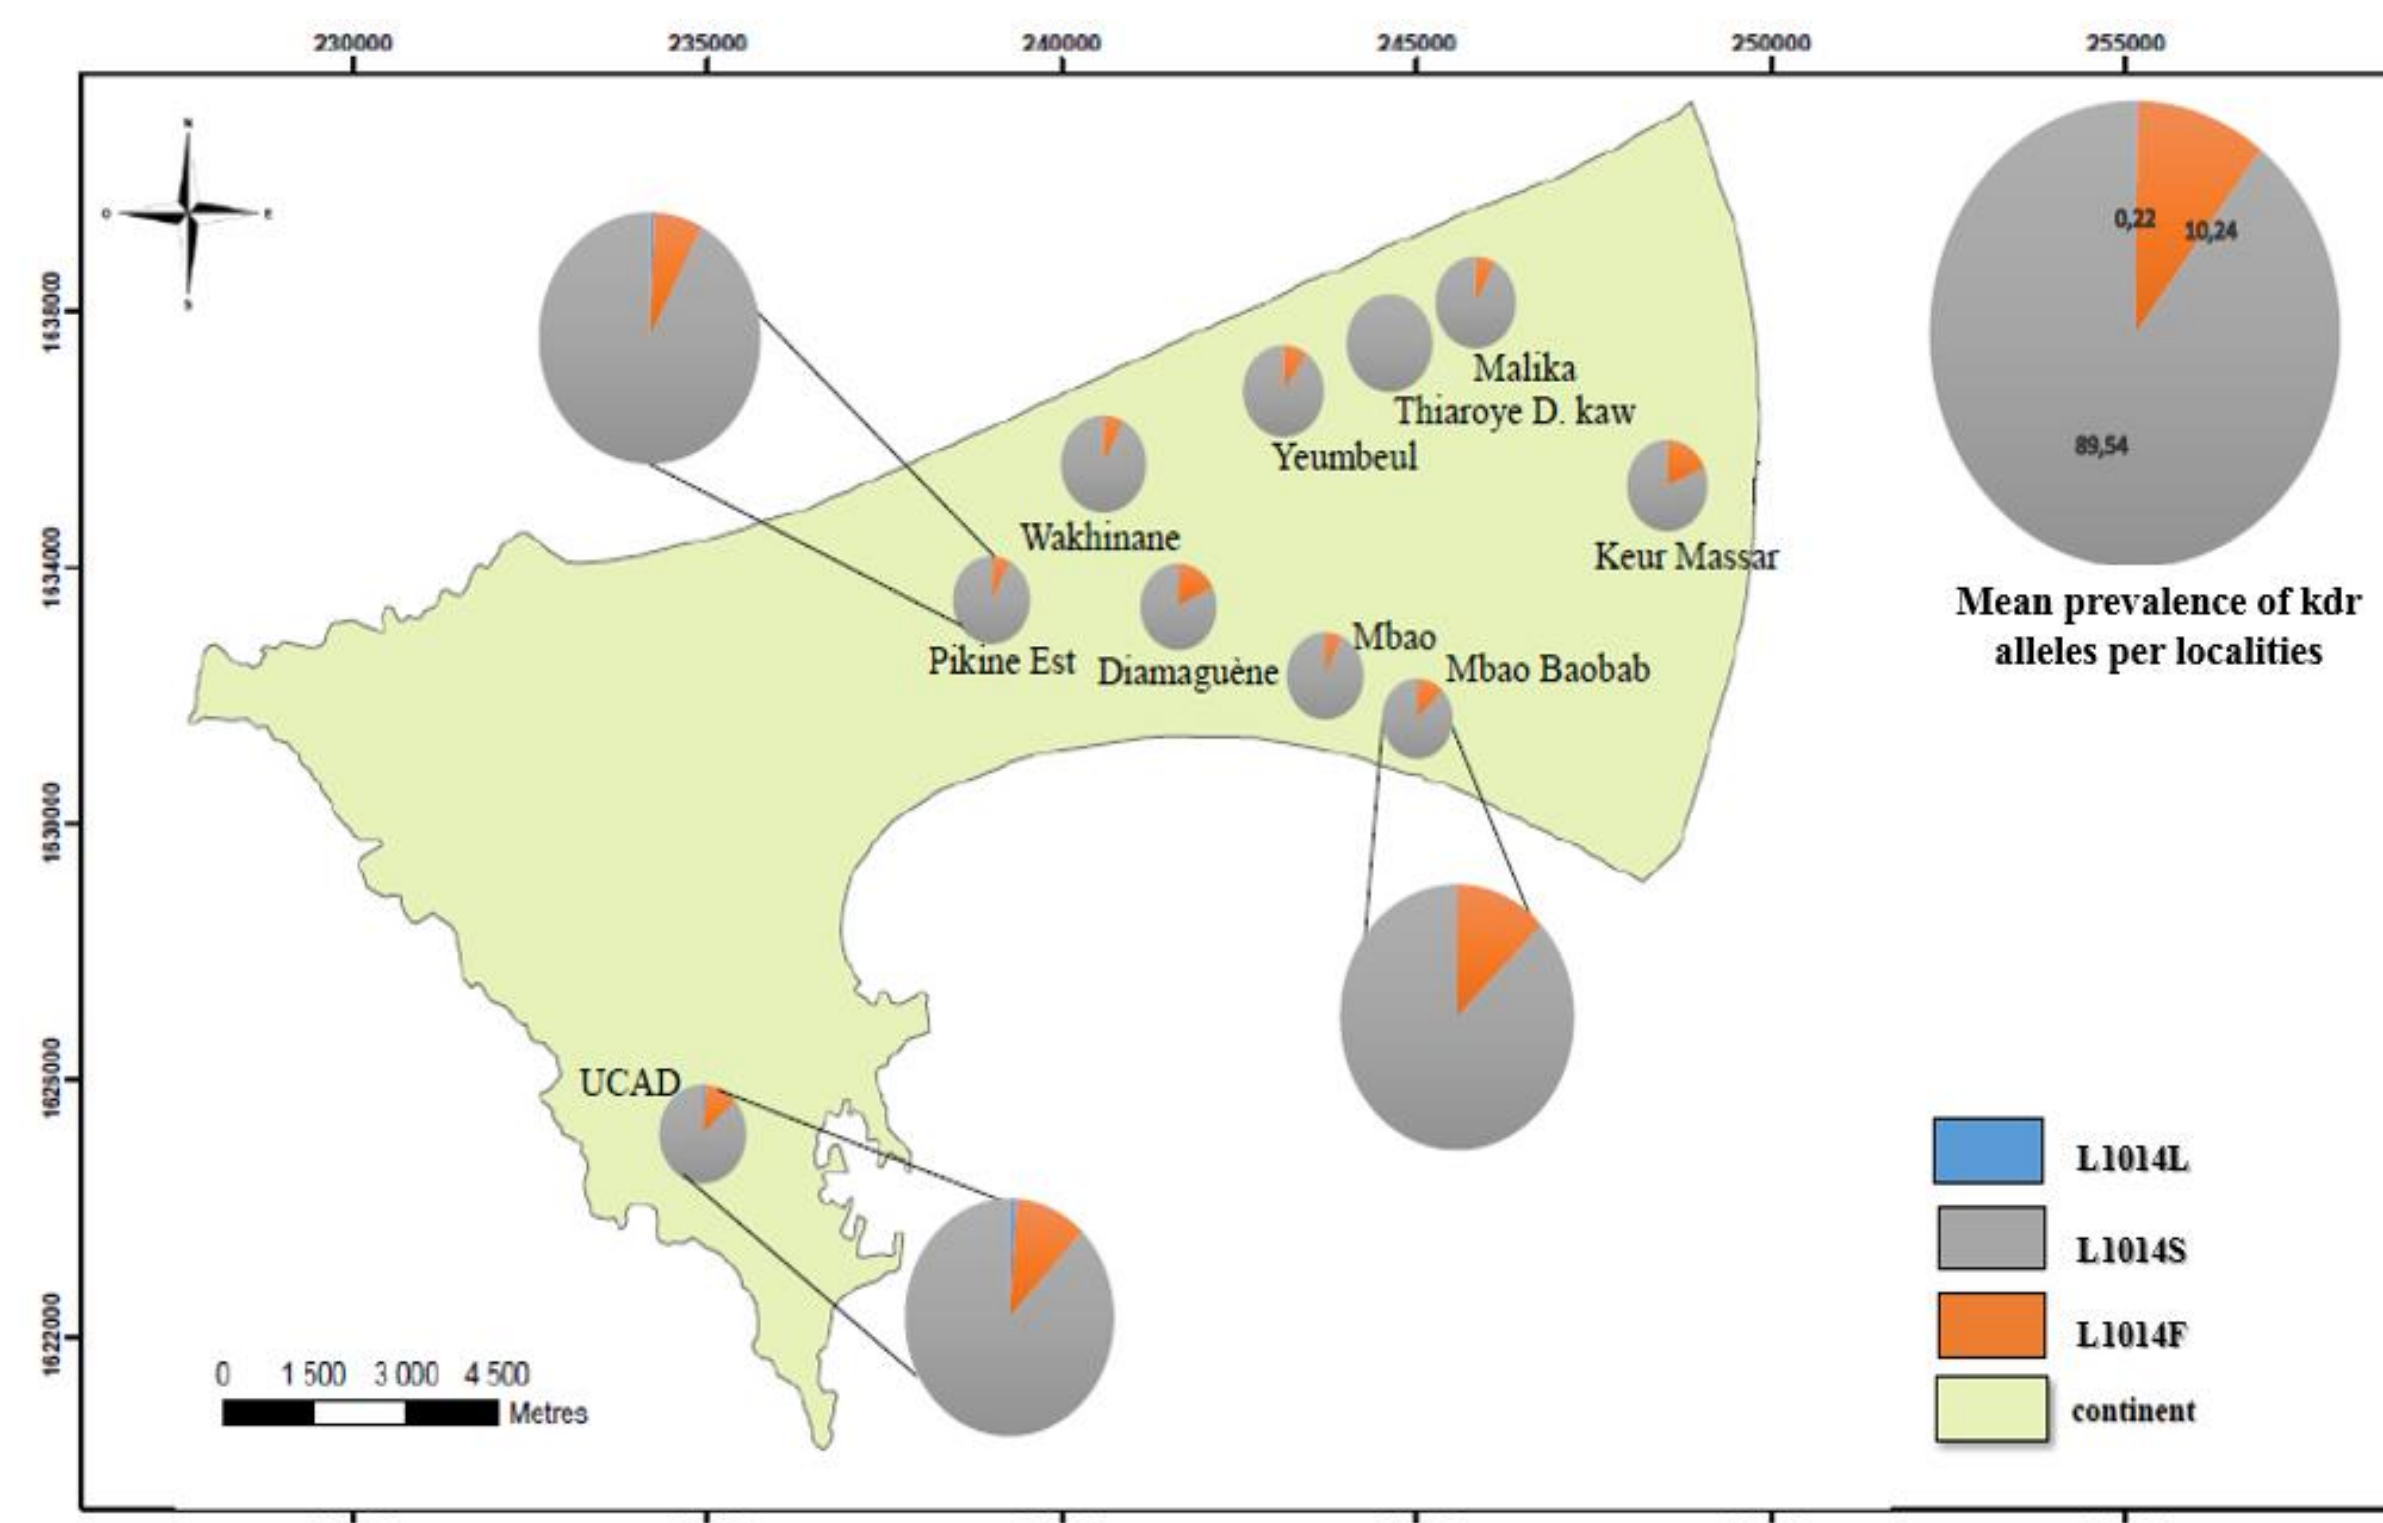 230000 235000 240000 245000 250000 255000
N
O E
S
1638000
1634000
1630000
1626000
1622000
0,22
10,24
89,54
Mean prevalence of kdr
alleles per localities
Malika
Thiaroye D. kaw
Yeumbeul
Keur Massar
Wakhinane
Pikine Est
Diamaguène
Mbao
Mbao Baobab
UCAD
L1014L
L1014S
L1014F
continent
0 1 500 3 000 4 500
Metres